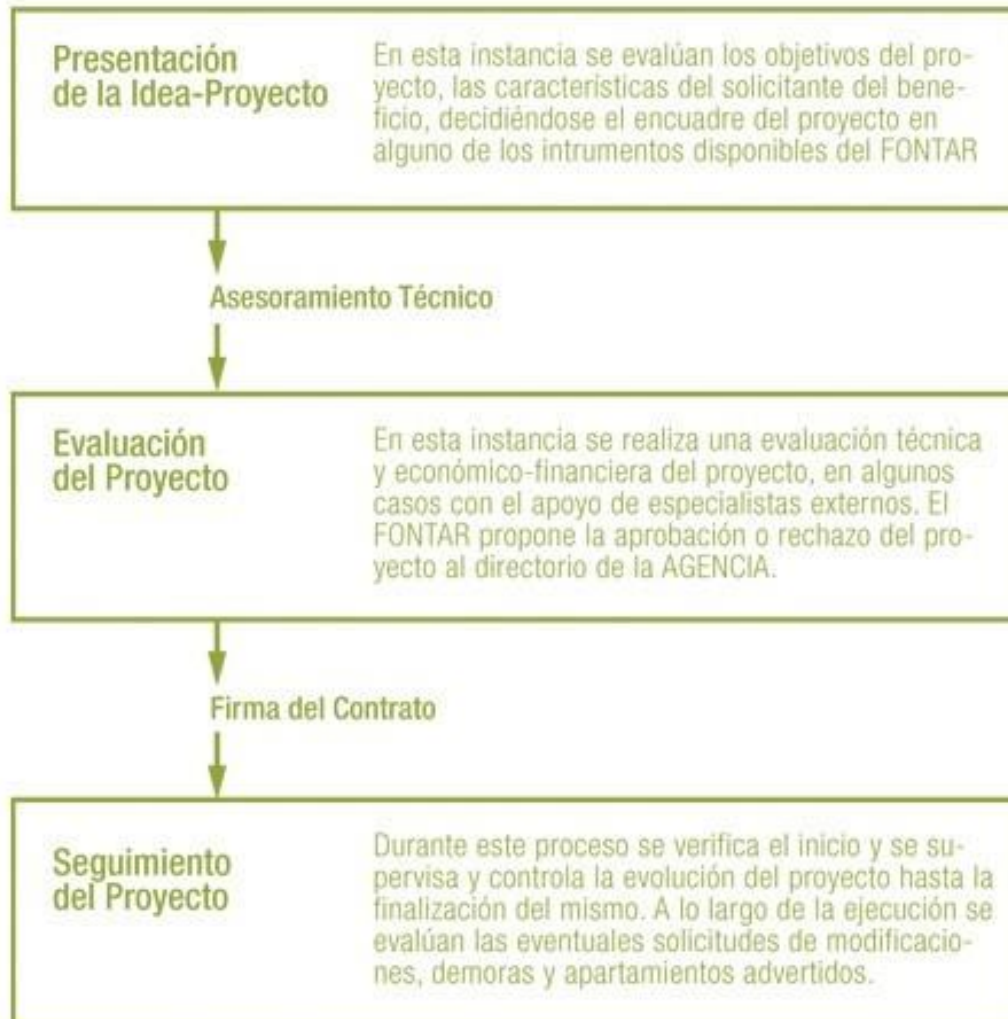 Presentación
de la Idea-Proyecto
En esta instancia se evalúan los objetivos del pro-
yecto, las características del solicitante del bene-
ficio, decidiéndose el encuadre del proyecto en
alguno de los intrumentos disponibles del FONTAR
Asesoramiento Técnico
Evaluación
del Proyecto
En esta instancia se realiza una evaluación técnica
y económico-financiera del proyecto, en algunos
casos con el apoyo de especialistas externos. El
FONTAR propone la aprobación o rechazo del pro-
yecto al directorio de la AGENCIA.
Firma del Contrato
Seguimiento
del Proyecto
Durante este proceso se verifica el inicio y se su-
pervisa y controla la evolución del proyecto hasta la
finalización del mismo. A lo largo de la ejecución se
evalúan las eventuales solicitudes de modificacio-
nes, demoras y apartamientos advertidos.